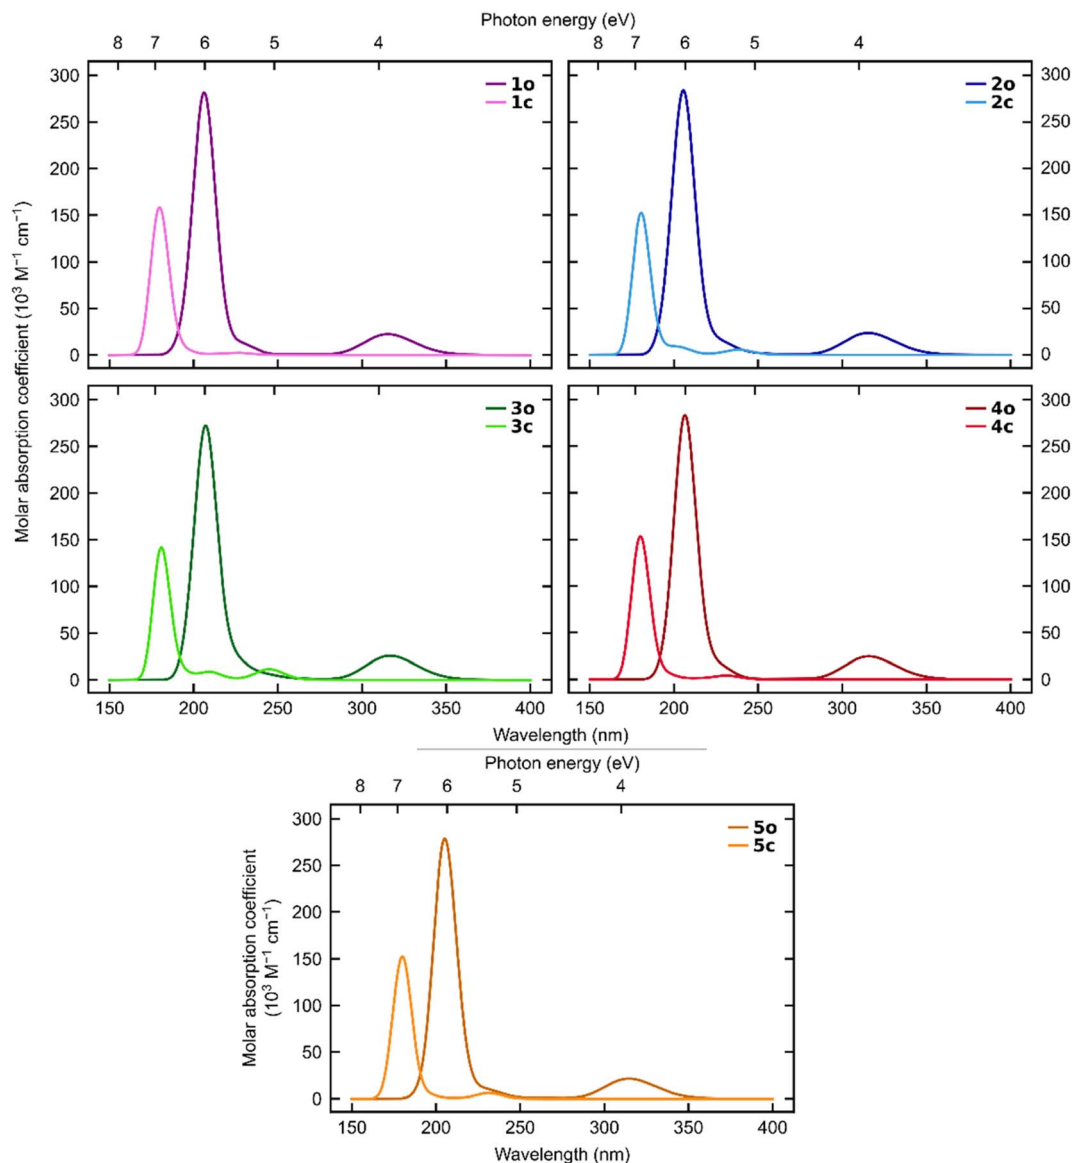 Photon energy (eV)
8 7 6 5 4 8 7 6 5 4
300 1o 2o 300
1c 2c
250 250
200 200
150 150
100 100
50 50
0 0
Molar absorption coefficient (10³ M⁻¹ cm⁻¹)
300 3o 4o 300
3c 4c
250 250
200 200
150 150
100 100
50 50
0 0
150 200 250 300 350 400 150 200 250 300 350 400
Wavelength (nm)
Photon energy (eV)
8 7 6 5 4
300 5o
5c
250
200
150
100
50
0
Molar absorption coefficient
(10³ M⁻¹ cm⁻¹)
150 200 250 300 350 400
Wavelength (nm)